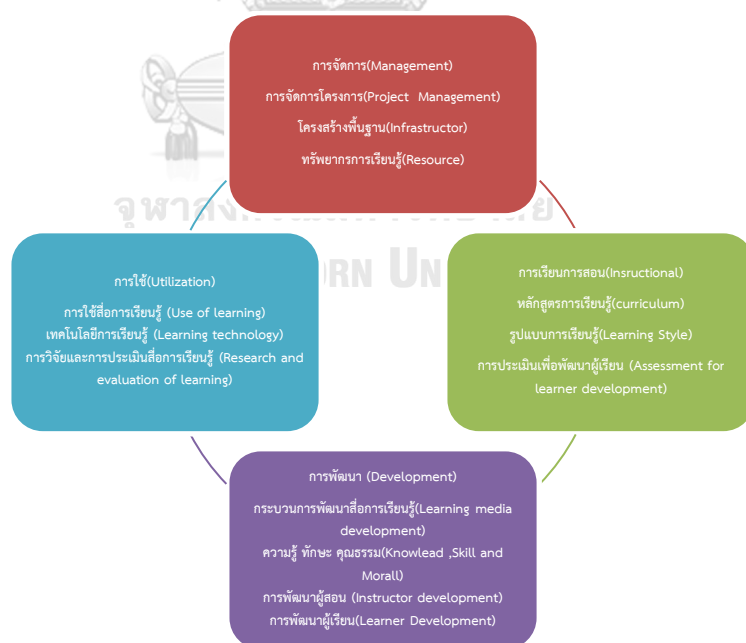 การจัดการ(Management)
การจัดการโครงการ(Project Management)
โครงสร้างพื้นฐาน(Infrastructor)
ทรัพยากรการเรียนรู้(Resource)
การใช้(Utilization)
การใช้สื่อการเรียนรู้ (Use of learning)
เทคโนโลยีการเรียนรู้ (Learning technology)
การวิจัยและการประเมินสื่อการเรียนรู้ (Research and
evaluation of learning)
การเรียนการสอน(Insructional)
หลักสูตรการเรียนรู้(curriculum)
รูปแบบการเรียนรู้(Learning Style)
การประเมินเพื่อพัฒนาผู้เรียน (Assessment for
learner development)
การพัฒนา (Development)
กระบวนการพัฒนาสื่อการเรียนรู้(Learning media
development)
ความรู้ ทักษะ คุณธรรม(Knowlead ,Skill and
Morall)
การพัฒนาผู้สอน (Instructor development)
การพัฒนาผู้เรียน(Learner Development)